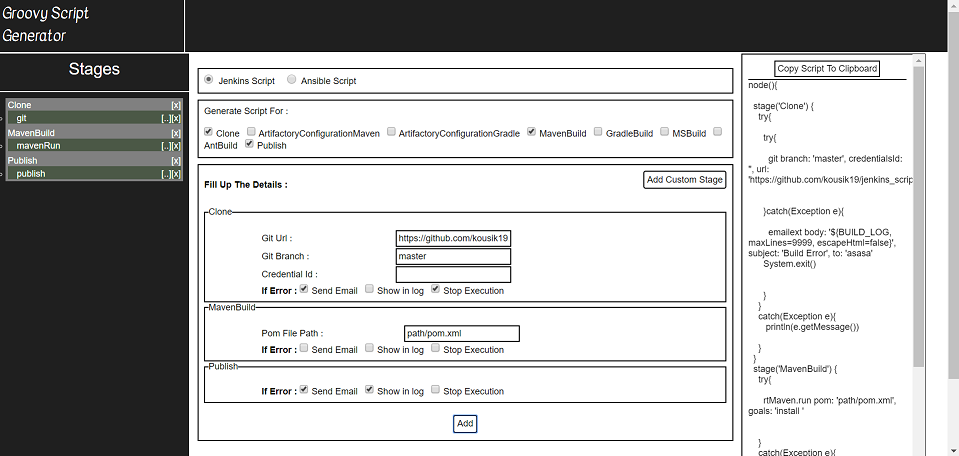 Groovy Script
Generator
Stages
Clone [x]
git [..][x]
MavenBuild [x]
mavenRun [..][x]
Publish [x]
publish [..][x]
Jenkins Script Ansible Script
Generate Script For :
Clone ArtifactoryConfigurationMaven ArtifactoryConfigurationGradle MavenBuild GradleBuild MSBuild
AntBuild Publish
Fill Up The Details :
Add Custom Stage
Clone
Git Url : https://github.com/kousik19
Git Branch : master
Credential Id :
If Error : Send Email Show in log Stop Execution
MavenBuild
Pom File Path : path/pom.xml
If Error : Send Email Show in log Stop Execution
Publish
If Error : Send Email Show in log Stop Execution
Add
Copy Script To Clipboard
node(){
stage('Clone') {
try{
try{
git branch: 'master', credentialsId:
'', url:
'https://github.com/kousik19/jenkins_scrip
}catch(Exception e){
emailext body: '${BUILD_LOG,
maxLines=9999, escapeHtml=false}',
subject: 'Build Error', to: 'asasa'
System.exit()
}
}
catch(Exception e){
println(e.getMessage())
}
}
stage('MavenBuild') {
try{
rtMaven.run pom: 'path/pom.xml',
goals: 'install '
}
catch(Exception e){